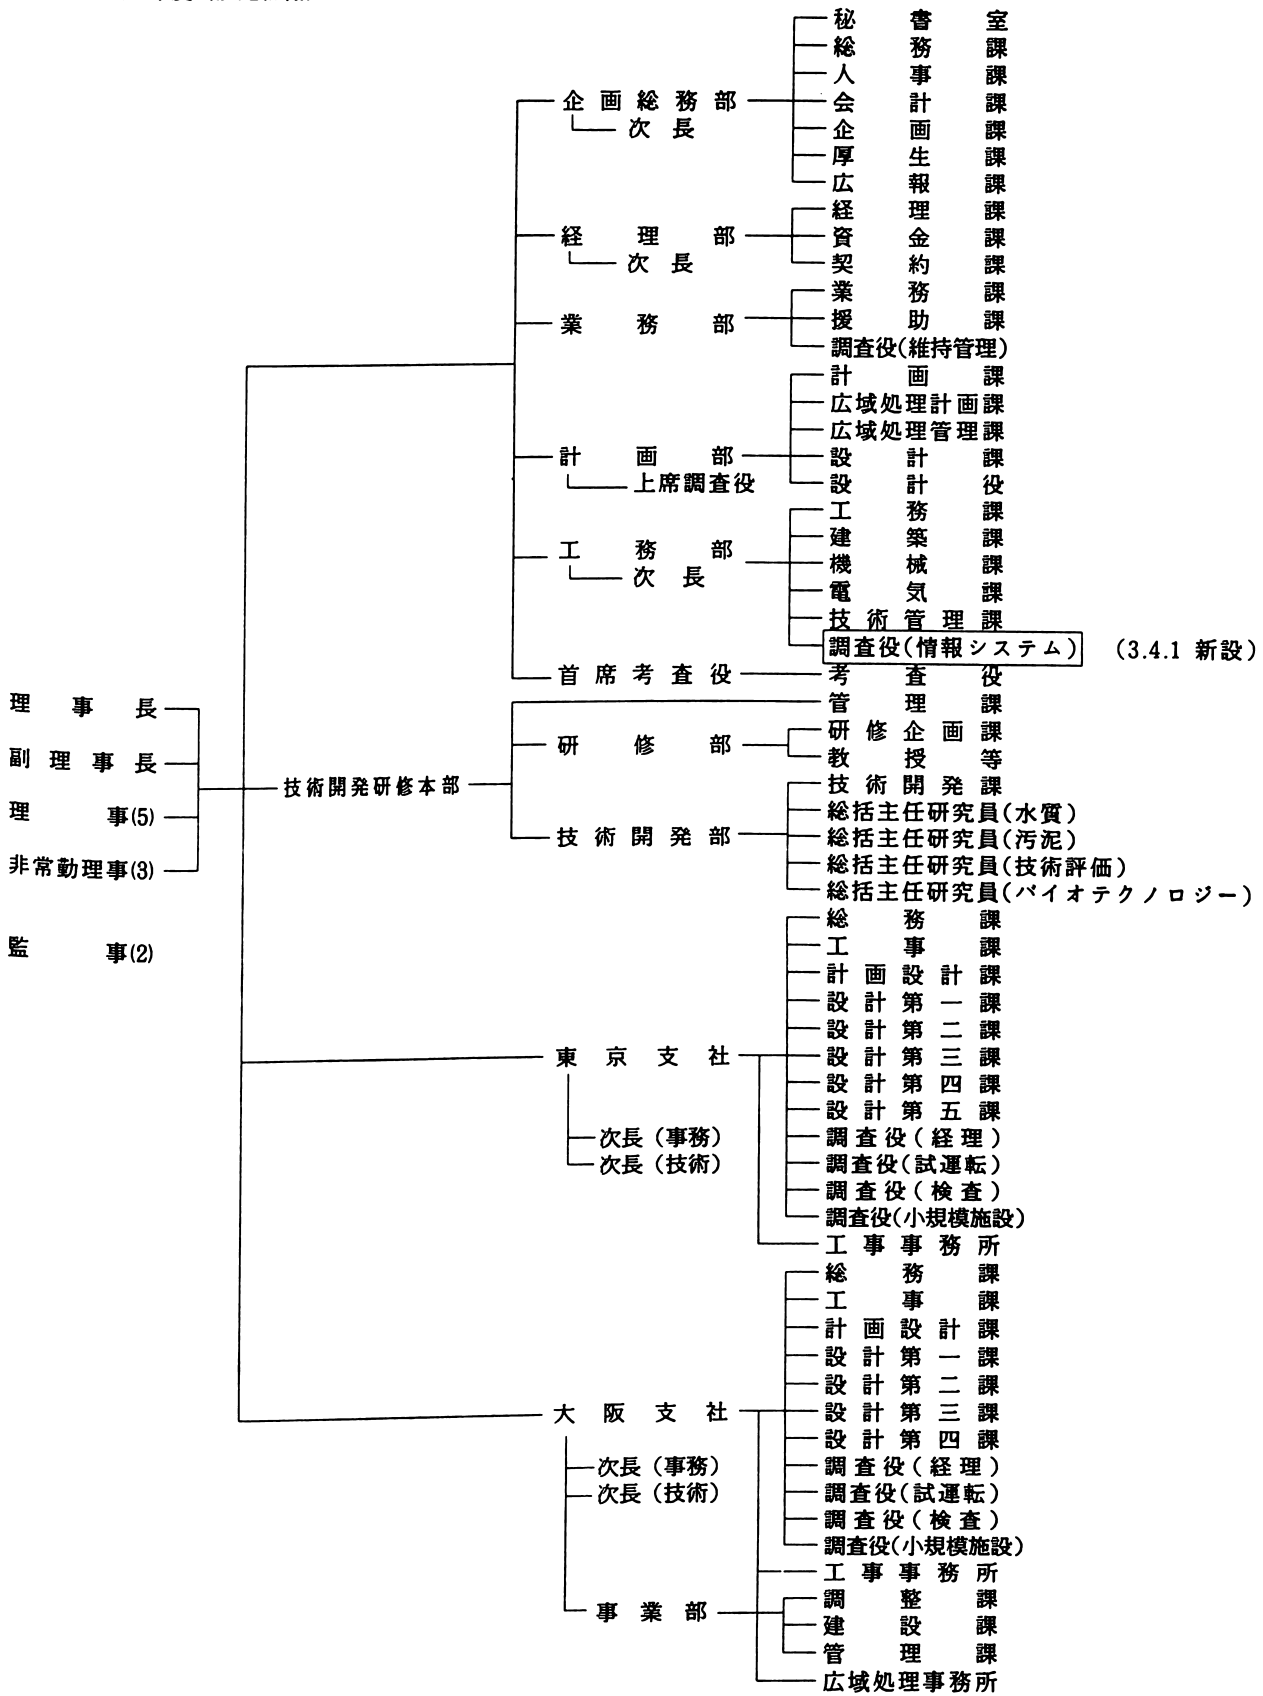 秘書室
総務課
人事課
企画総務部 会計課
次長 企画課
厚生課
広報課
経理課
経理部 資金課
次長 契約課
業務課
業務部 援助課
調査役(維持管理)
計画課
広域処理計画課
広域処理管理課
計画部 設計課
上席調査役 設計役
工務課
建築課
工務部 機械課
次長 電気課
技術管理課
調査役(情報システム) (3.4.1 新設)
首席考査役 考査役
理事長 管理課
研修部 研修企画課
副理事長 教授等
技術開発研修本部 技術開発課
理事(5) 総括主任研究員(水質)
技術開発部 総括主任研究員(汚泥)
非常勤理事(3) 総括主任研究員(技術評価)
総括主任研究員(バイオテクノロジー)
総務課
監事(2) 工事課
計画設計課
設計第一課
設計第二課
東京支社 設計第三課
設計第四課
設計第五課
次長(事務) 調査役(経理)
次長(技術) 調査役(試運転)
調査役(検査)
調査役(小規模施設)
工事事務所
総務課
工事課
計画設計課
設計第一課
設計第二課
大阪支社 設計第三課
設計第四課
次長(事務) 調査役(経理)
次長(技術) 調査役(試運転)
調査役(検査)
調査役(小規模施設)
工事事務所
調整課
事業部 建設課
管理課
広域処理事務所